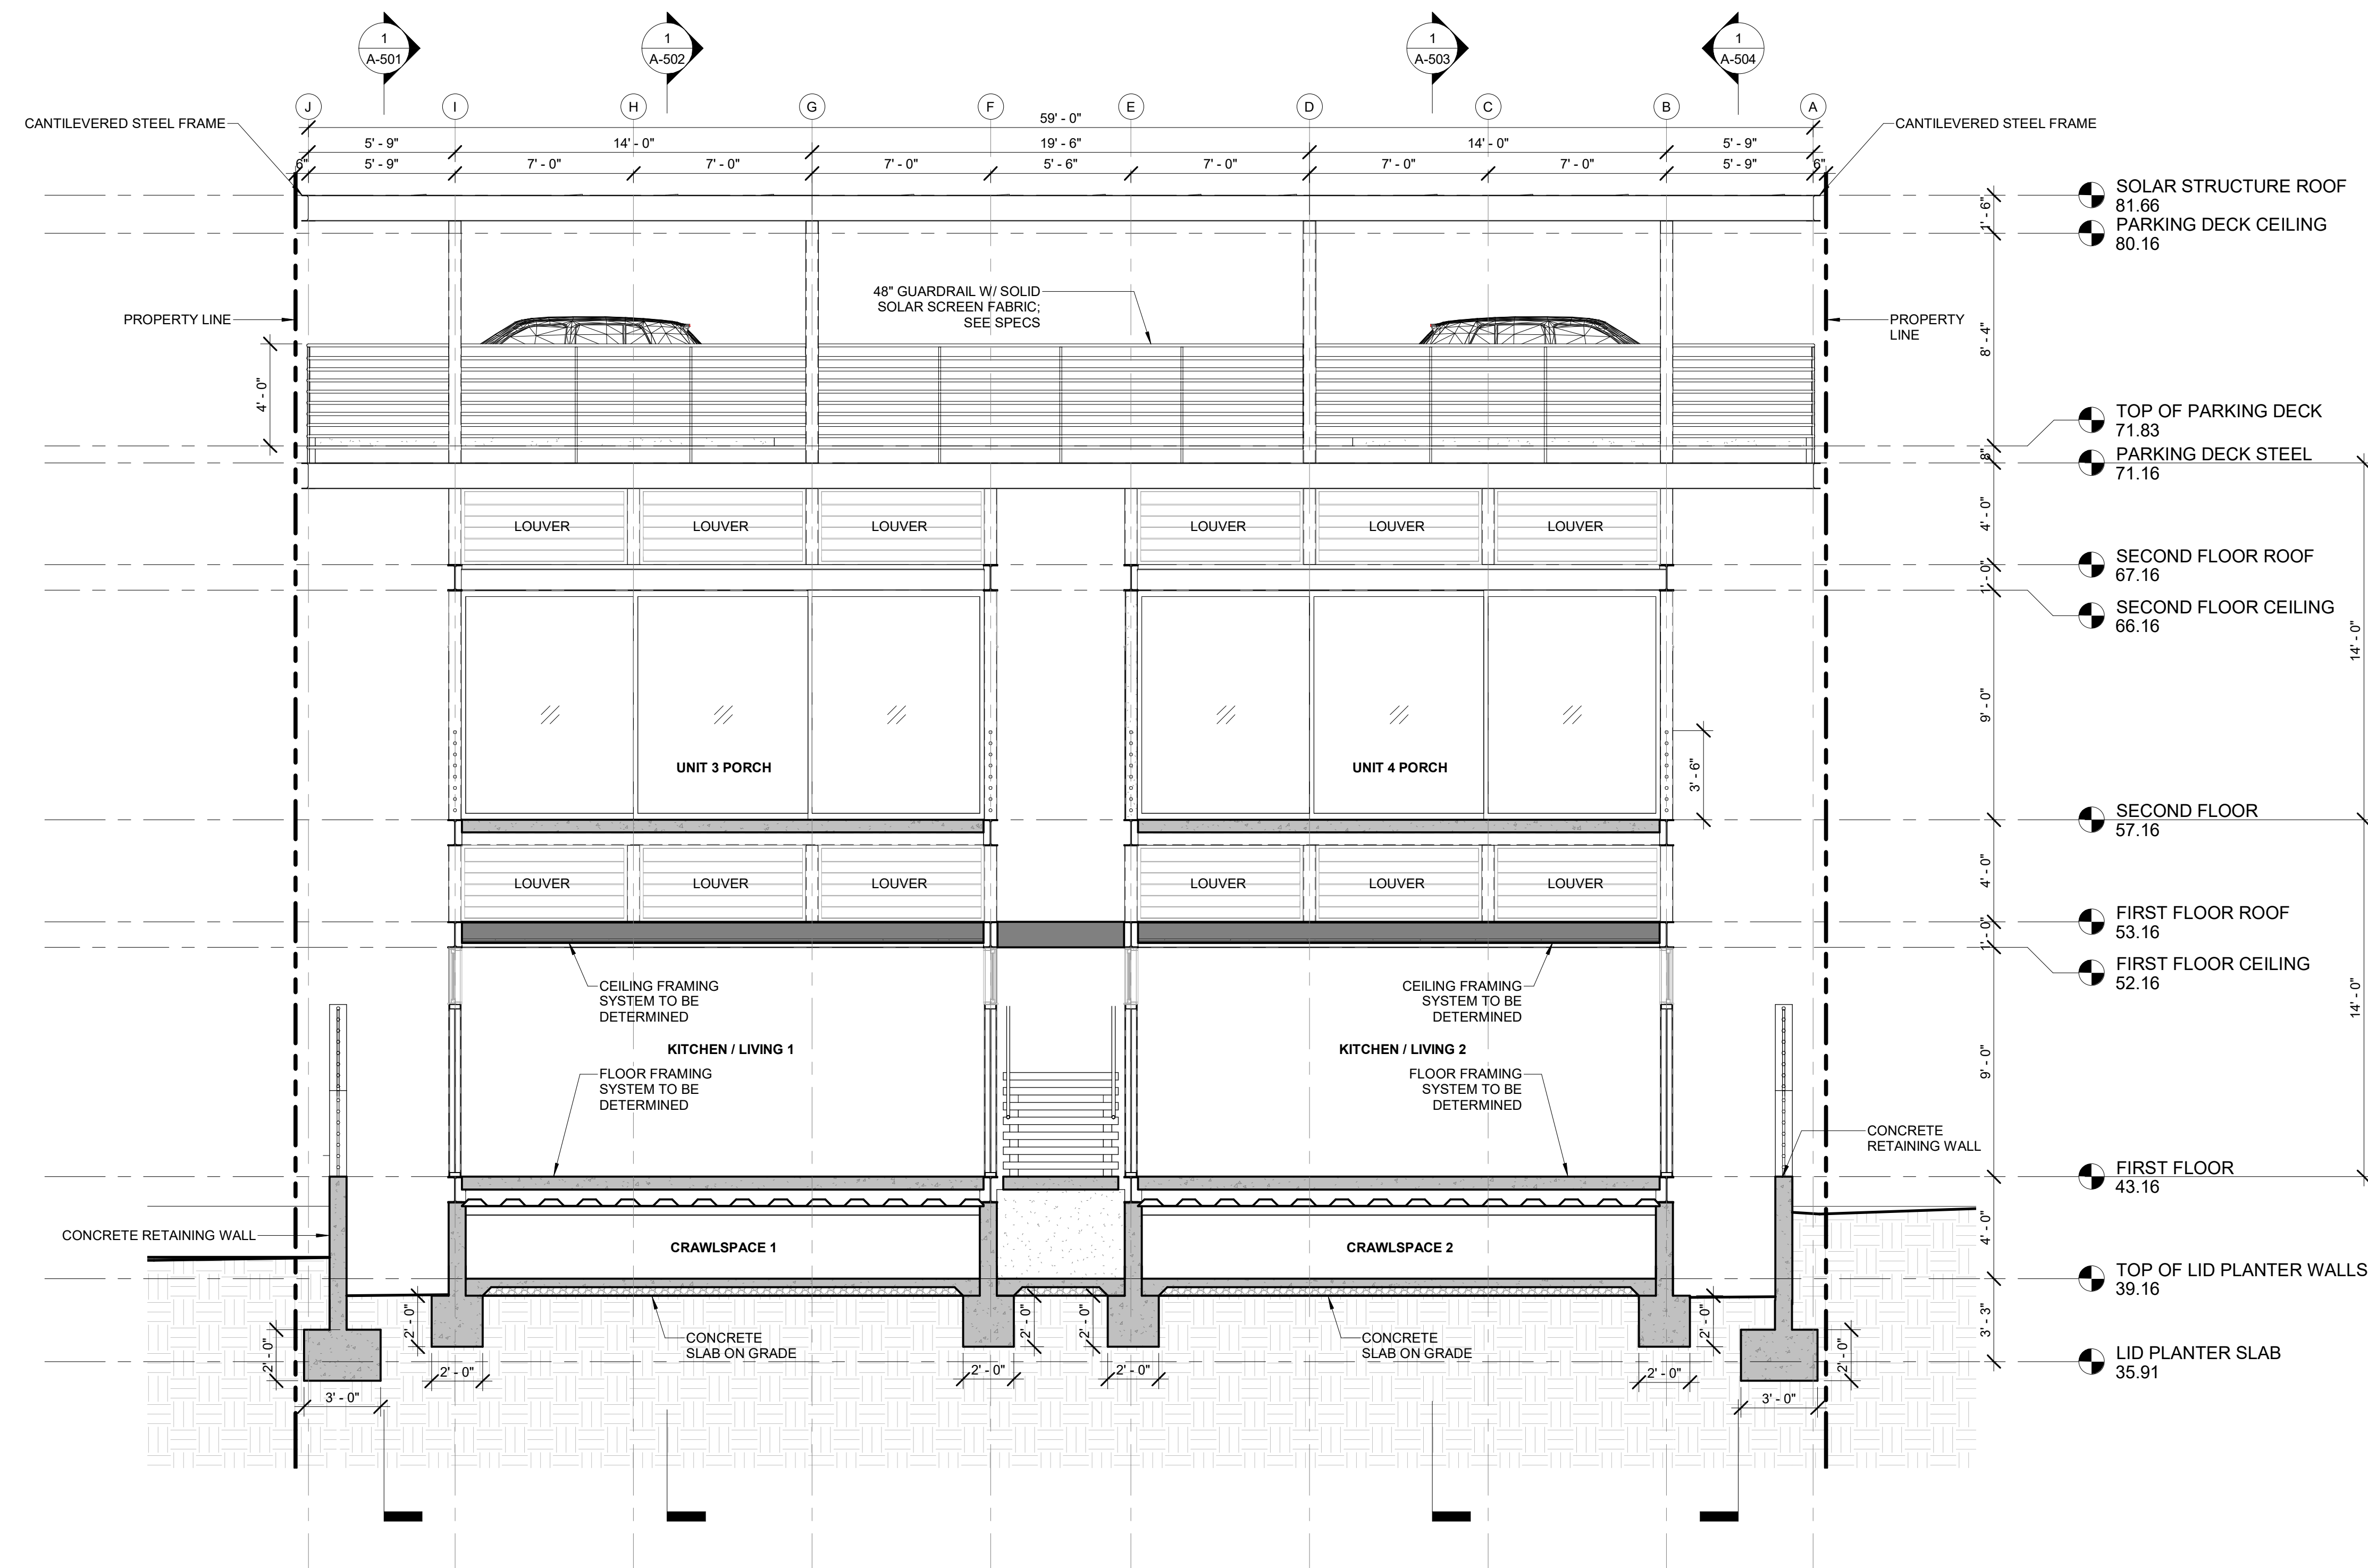 1 1 1 1
A-501 A-502 A-503 A-504
J I H G F E D C B A
CANTILEVERED STEEL FRAME
59' - 0"
CANTILEVERED STEEL FRAME
5' - 9" 14' - 0" 19' - 6" 14' - 0" 5' - 9"
6" 5' - 9" 7' - 0" 7' - 0" 7' - 0" 5' - 6" 7' - 0" 7' - 0" 7' - 0" 5' - 9" 6"
SOLAR STRUCTURE ROOF
81.66
1' - 6"
PARKING DECK CEILING
80.16
48" GUARDRAIL W/ SOLID
SOLAR SCREEN FABRIC;
SEE SPECS
PROPERTY LINE
PROPERTY
LINE
8' - 4"
4' - 0"
TOP OF PARKING DECK
71.83
8"
PARKING DECK STEEL
71.16
LOUVER LOUVER LOUVER LOUVER LOUVER LOUVER
4' - 0"
SECOND FLOOR ROOF
67.16
1' - 0"
SECOND FLOOR CEILING
66.16
14' - 0"
9' - 0"
UNIT 3 PORCH
UNIT 4 PORCH
3' - 6"
SECOND FLOOR
57.16
LOUVER LOUVER LOUVER LOUVER LOUVER LOUVER
4' - 0"
FIRST FLOOR ROOF
53.16
1' - 0"
FIRST FLOOR CEILING
52.16
14' - 0"
CEILING FRAMING
SYSTEM TO BE
DETERMINED
CEILING FRAMING
SYSTEM TO BE
DETERMINED
KITCHEN / LIVING 1
KITCHEN / LIVING 2
9' - 0"
FLOOR FRAMING
SYSTEM TO BE
DETERMINED
FLOOR FRAMING
SYSTEM TO BE
DETERMINED
CONCRETE
RETAINING WALL
FIRST FLOOR
43.16
CONCRETE RETAINING WALL
CRAWLSPACE 1
CRAWLSPACE 2
4' - 0"
TOP OF LID PLANTER WALLS
39.16
2' - 0" 2' - 0" 2' - 0" 2' - 0"
3' - 3"
CONCRETE
SLAB ON GRADE
CONCRETE
SLAB ON GRADE
LID PLANTER SLAB
35.91
2' - 0" 2' - 0" 2' - 0" 2' - 0" 2' - 0" 2' - 0"
3' - 0" 3' - 0"